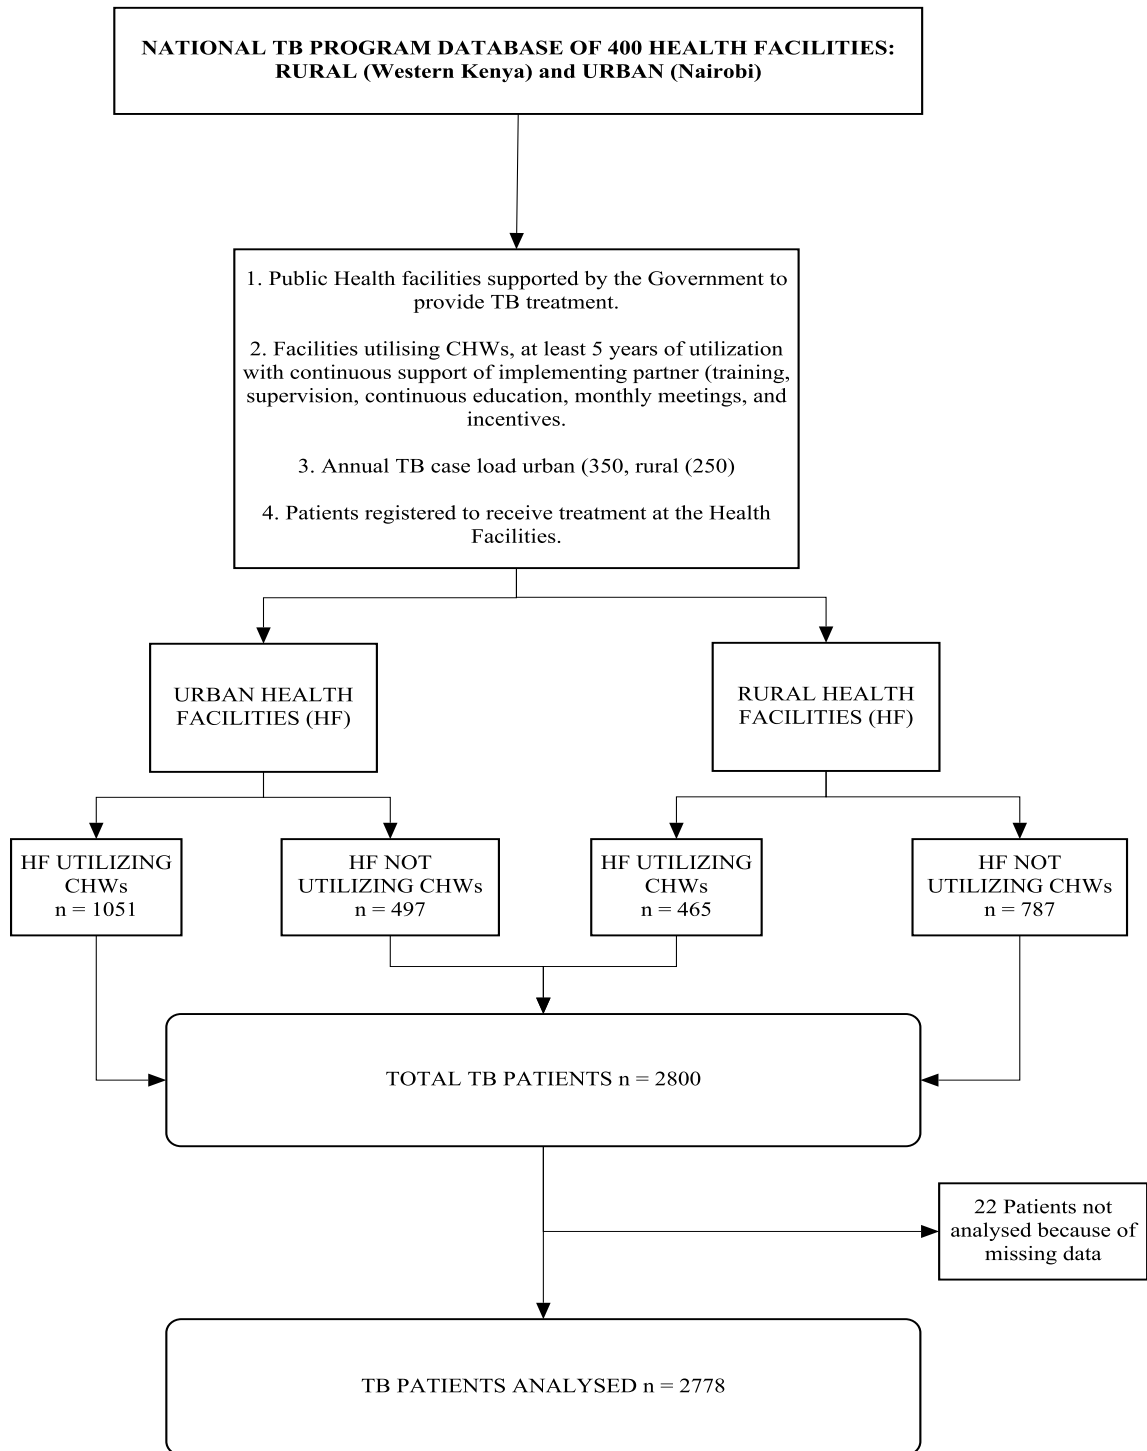 NATIONAL TB PROGRAM DATABASE OF 400 HEALTH FACILITIES:
RURAL (Western Kenya) and URBAN (Nairobi)
1. Public Health facilities supported by the Government to
provide TB treatment.
2. Facilities utilising CHWs, at least 5 years of utilization
with continuous support of implementing partner (training,
supervision, continuous education, monthly meetings, and
incentives.
3. Annual TB case load urban (350, rural (250)
4. Patients registered to receive treatment at the Health
Facilities.
URBAN HEALTH
FACILITIES (HF)
RURAL HEALTH
FACILITIES (HF)
HF UTILIZING
CHWs
n = 1051
HF NOT
UTILIZING CHWs
n = 497
HF UTILIZING
CHWs
n = 465
HF NOT
UTILIZING CHWs
n = 787
TOTAL TB PATIENTS n = 2800
22 Patients not
analysed because of
missing data
TB PATIENTS ANALYSED n = 2778